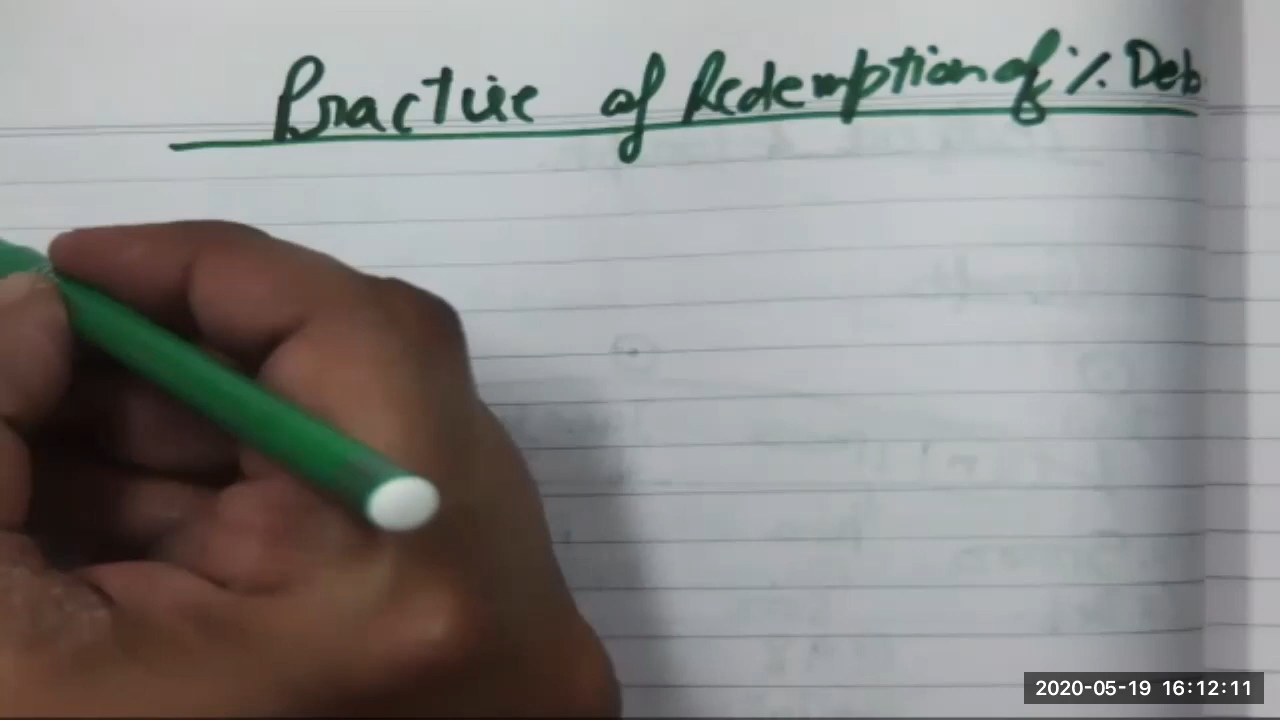 Practice of Redemption of % Deb
2020-05-19 16:12:11